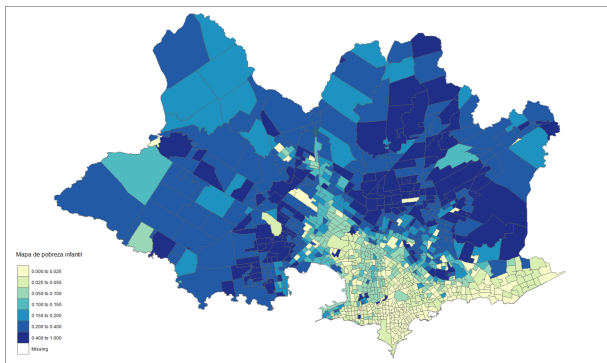 Mapa de pobreza infantil
0.000 to 0.025
0.025 to 0.050
0.050 to 0.100
0.100 to 0.150
0.150 to 0.200
0.200 to 0.400
0.400 to 1.000
Missing